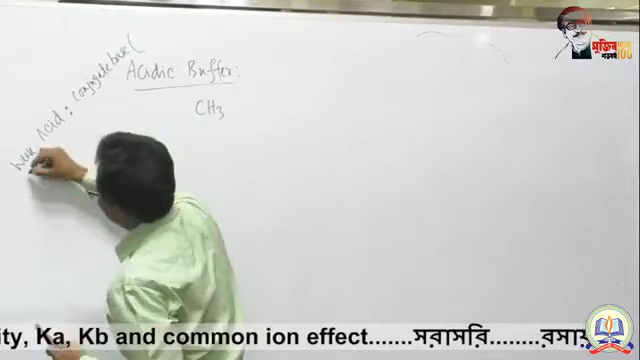 Acidic Buffer:
CH3
Weak Acid : conjugate base (
মুজিব
ity, Ka, Kb and common ion effect.......সরাসরি........রসায়